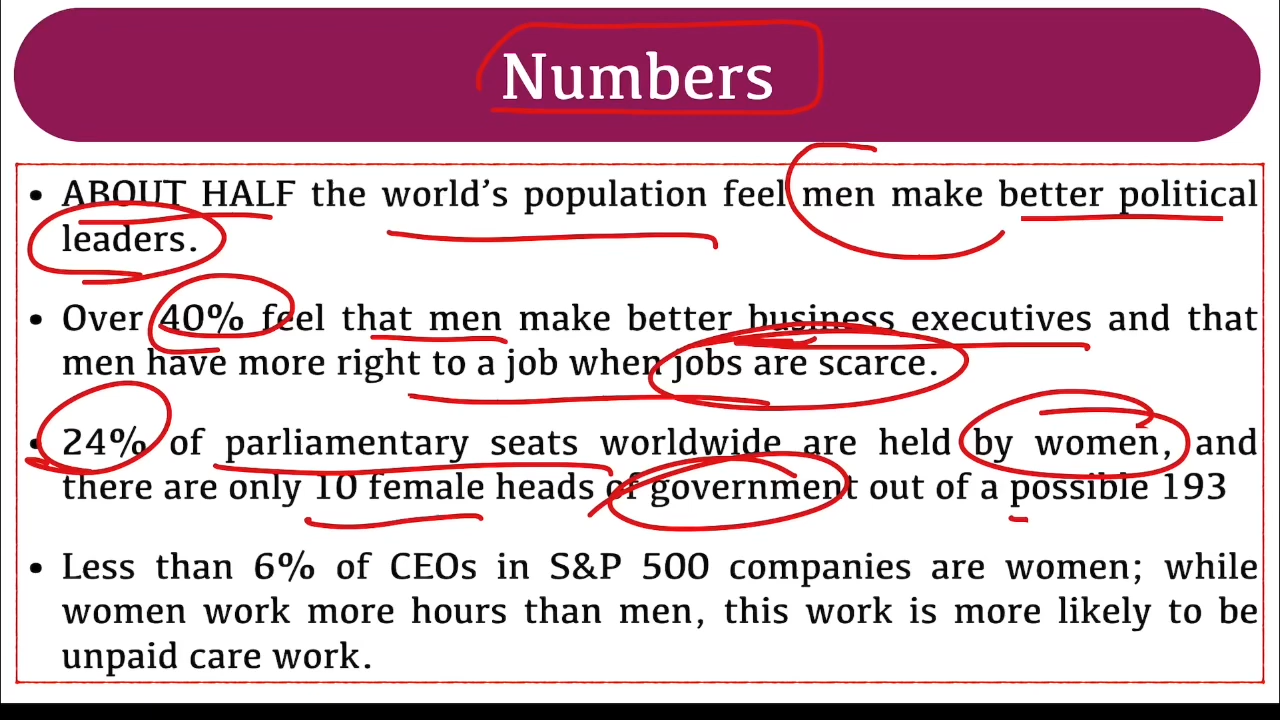 Numbers
• ABOUT HALF the world's population feel men make better political
leaders.
• Over 40% feel that men make better business executives and that
men have more right to a job when jobs are scarce.
• 24% of parliamentary seats worldwide are held by women, and
there are only 10 female heads of government out of a possible 193
• Less than 6% of CEOs in S&P 500 companies are women; while
women work more hours than men, this work is more likely to be
unpaid care work.